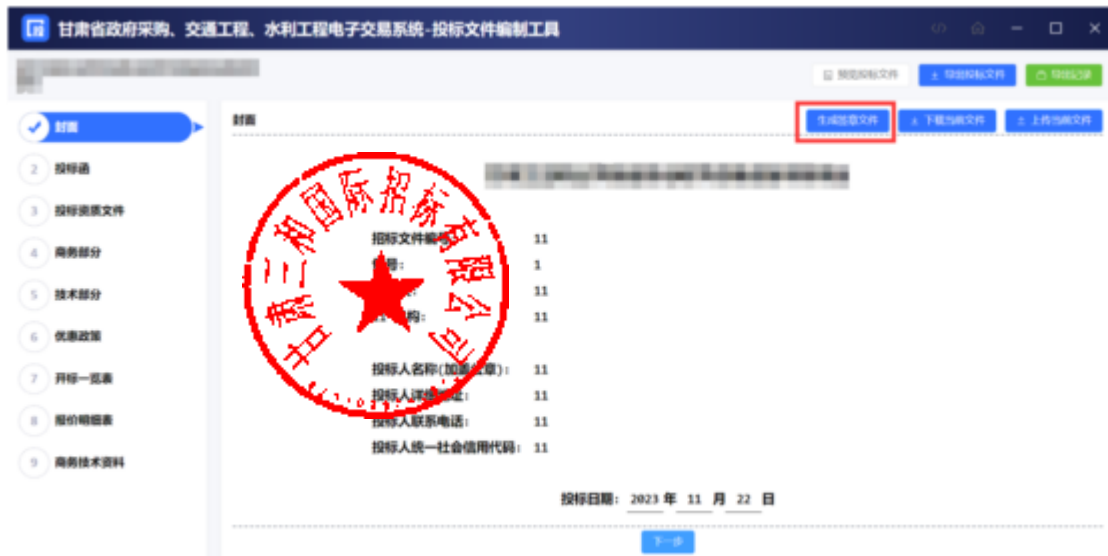 甘肃省政府采购、交通工程、水利工程电子交易系统-投标文件编制工具
预览投标文件
导出投标文件
导出记录
封面
2 投标函
3 投标资质文件
4 商务部分
5 技术部分
6 优惠政策
7 开标一览表
8 报价明细表
9 商务技术资料
封面
生成签章文件
下载当前文件
上传当前文件
甘肃三和国际招标有限公司
招标文件编号 11
号: 1
11
构: 11
投标人名称(加盖公章): 11
投标人详细地址: 11
投标人联系电话: 11
投标人统一社会信用代码: 11
投标日期: 2023 年 11 月 22 日
下一步